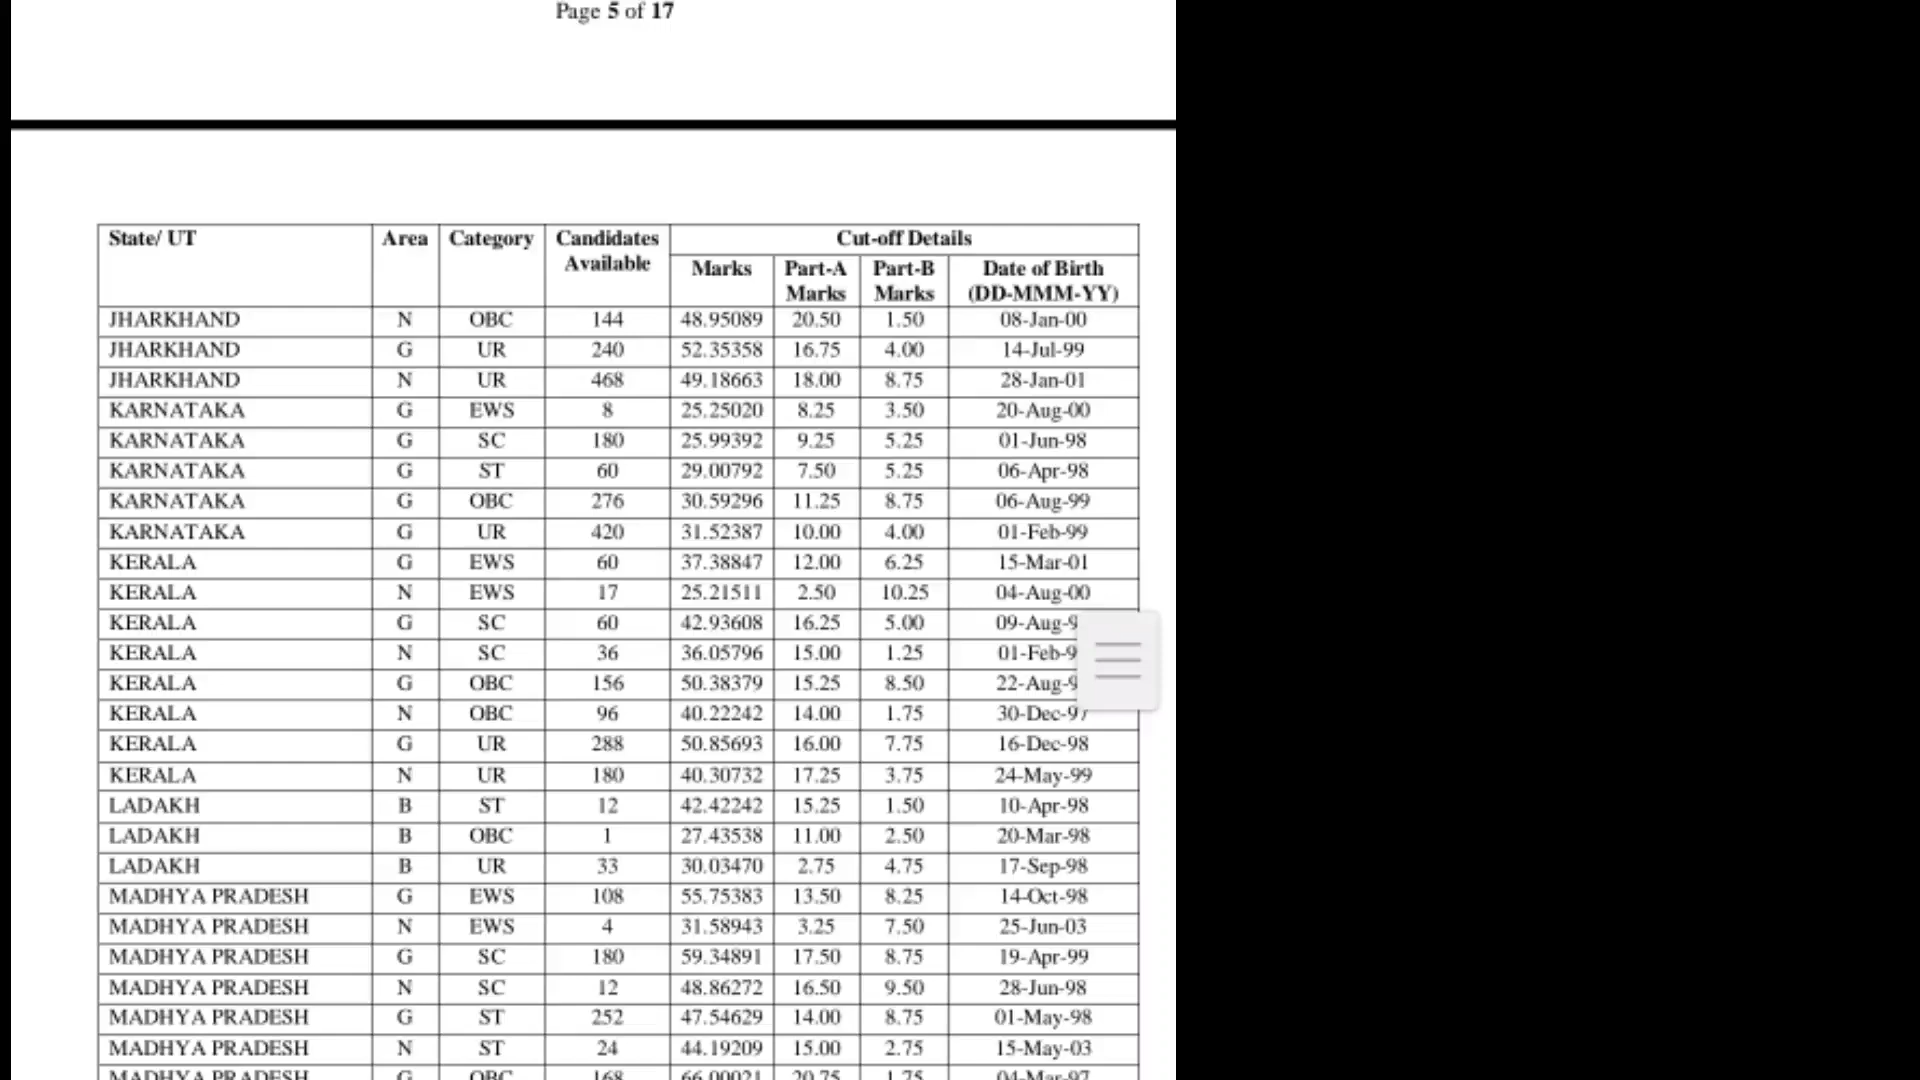 Page 5 of 17
State/ UT Area Category Candidates Available Cut-off Details
Marks Part-A Marks Part-B Marks Date of Birth (DD-MMM-YY)
JHARKHAND N OBC 144 48.95089 20.50 1.50 08-Jan-00
JHARKHAND G UR 240 52.35358 16.75 4.00 14-Jul-99
JHARKHAND N UR 468 49.18663 18.00 8.75 28-Jan-01
KARNATAKA G EWS 8 25.25020 8.25 3.50 20-Aug-00
KARNATAKA G SC 180 25.99392 9.25 5.25 01-Jun-98
KARNATAKA G ST 60 29.00792 7.50 5.25 06-Apr-98
KARNATAKA G OBC 276 30.59296 11.25 8.75 06-Aug-99
KARNATAKA G UR 420 31.52387 10.00 4.00 01-Feb-99
KERALA G EWS 60 37.38847 12.00 6.25 15-Mar-01
KERALA N EWS 17 25.21511 2.50 10.25 04-Aug-00
KERALA G SC 60 42.93608 16.25 5.00 09-Aug-9
KERALA N SC 36 36.05796 15.00 1.25 01-Feb-9
KERALA G OBC 156 50.38379 15.25 8.50 22-Aug-9
KERALA N OBC 96 40.22242 14.00 1.75 30-Dec-97
KERALA G UR 288 50.85693 16.00 7.75 16-Dec-98
KERALA N UR 180 40.30732 17.25 3.75 24-May-99
LADAKH B ST 12 42.42242 15.25 1.50 10-Apr-98
LADAKH B OBC 1 27.43538 11.00 2.50 20-Mar-98
LADAKH B UR 33 30.03470 2.75 4.75 17-Sep-98
MADHYA PRADESH G EWS 108 55.75383 13.50 8.25 14-Oct-98
MADHYA PRADESH N EWS 4 31.58943 3.25 7.50 25-Jun-03
MADHYA PRADESH G SC 180 59.34891 17.50 8.75 19-Apr-99
MADHYA PRADESH N SC 12 48.86272 16.50 9.50 28-Jun-98
MADHYA PRADESH G ST 252 47.54629 14.00 8.75 01-May-98
MADHYA PRADESH N ST 24 44.19209 15.00 2.75 15-May-03
MADHYA PRADESH G OBC 168 66.00021 20.75 1.75 04-Mar-97